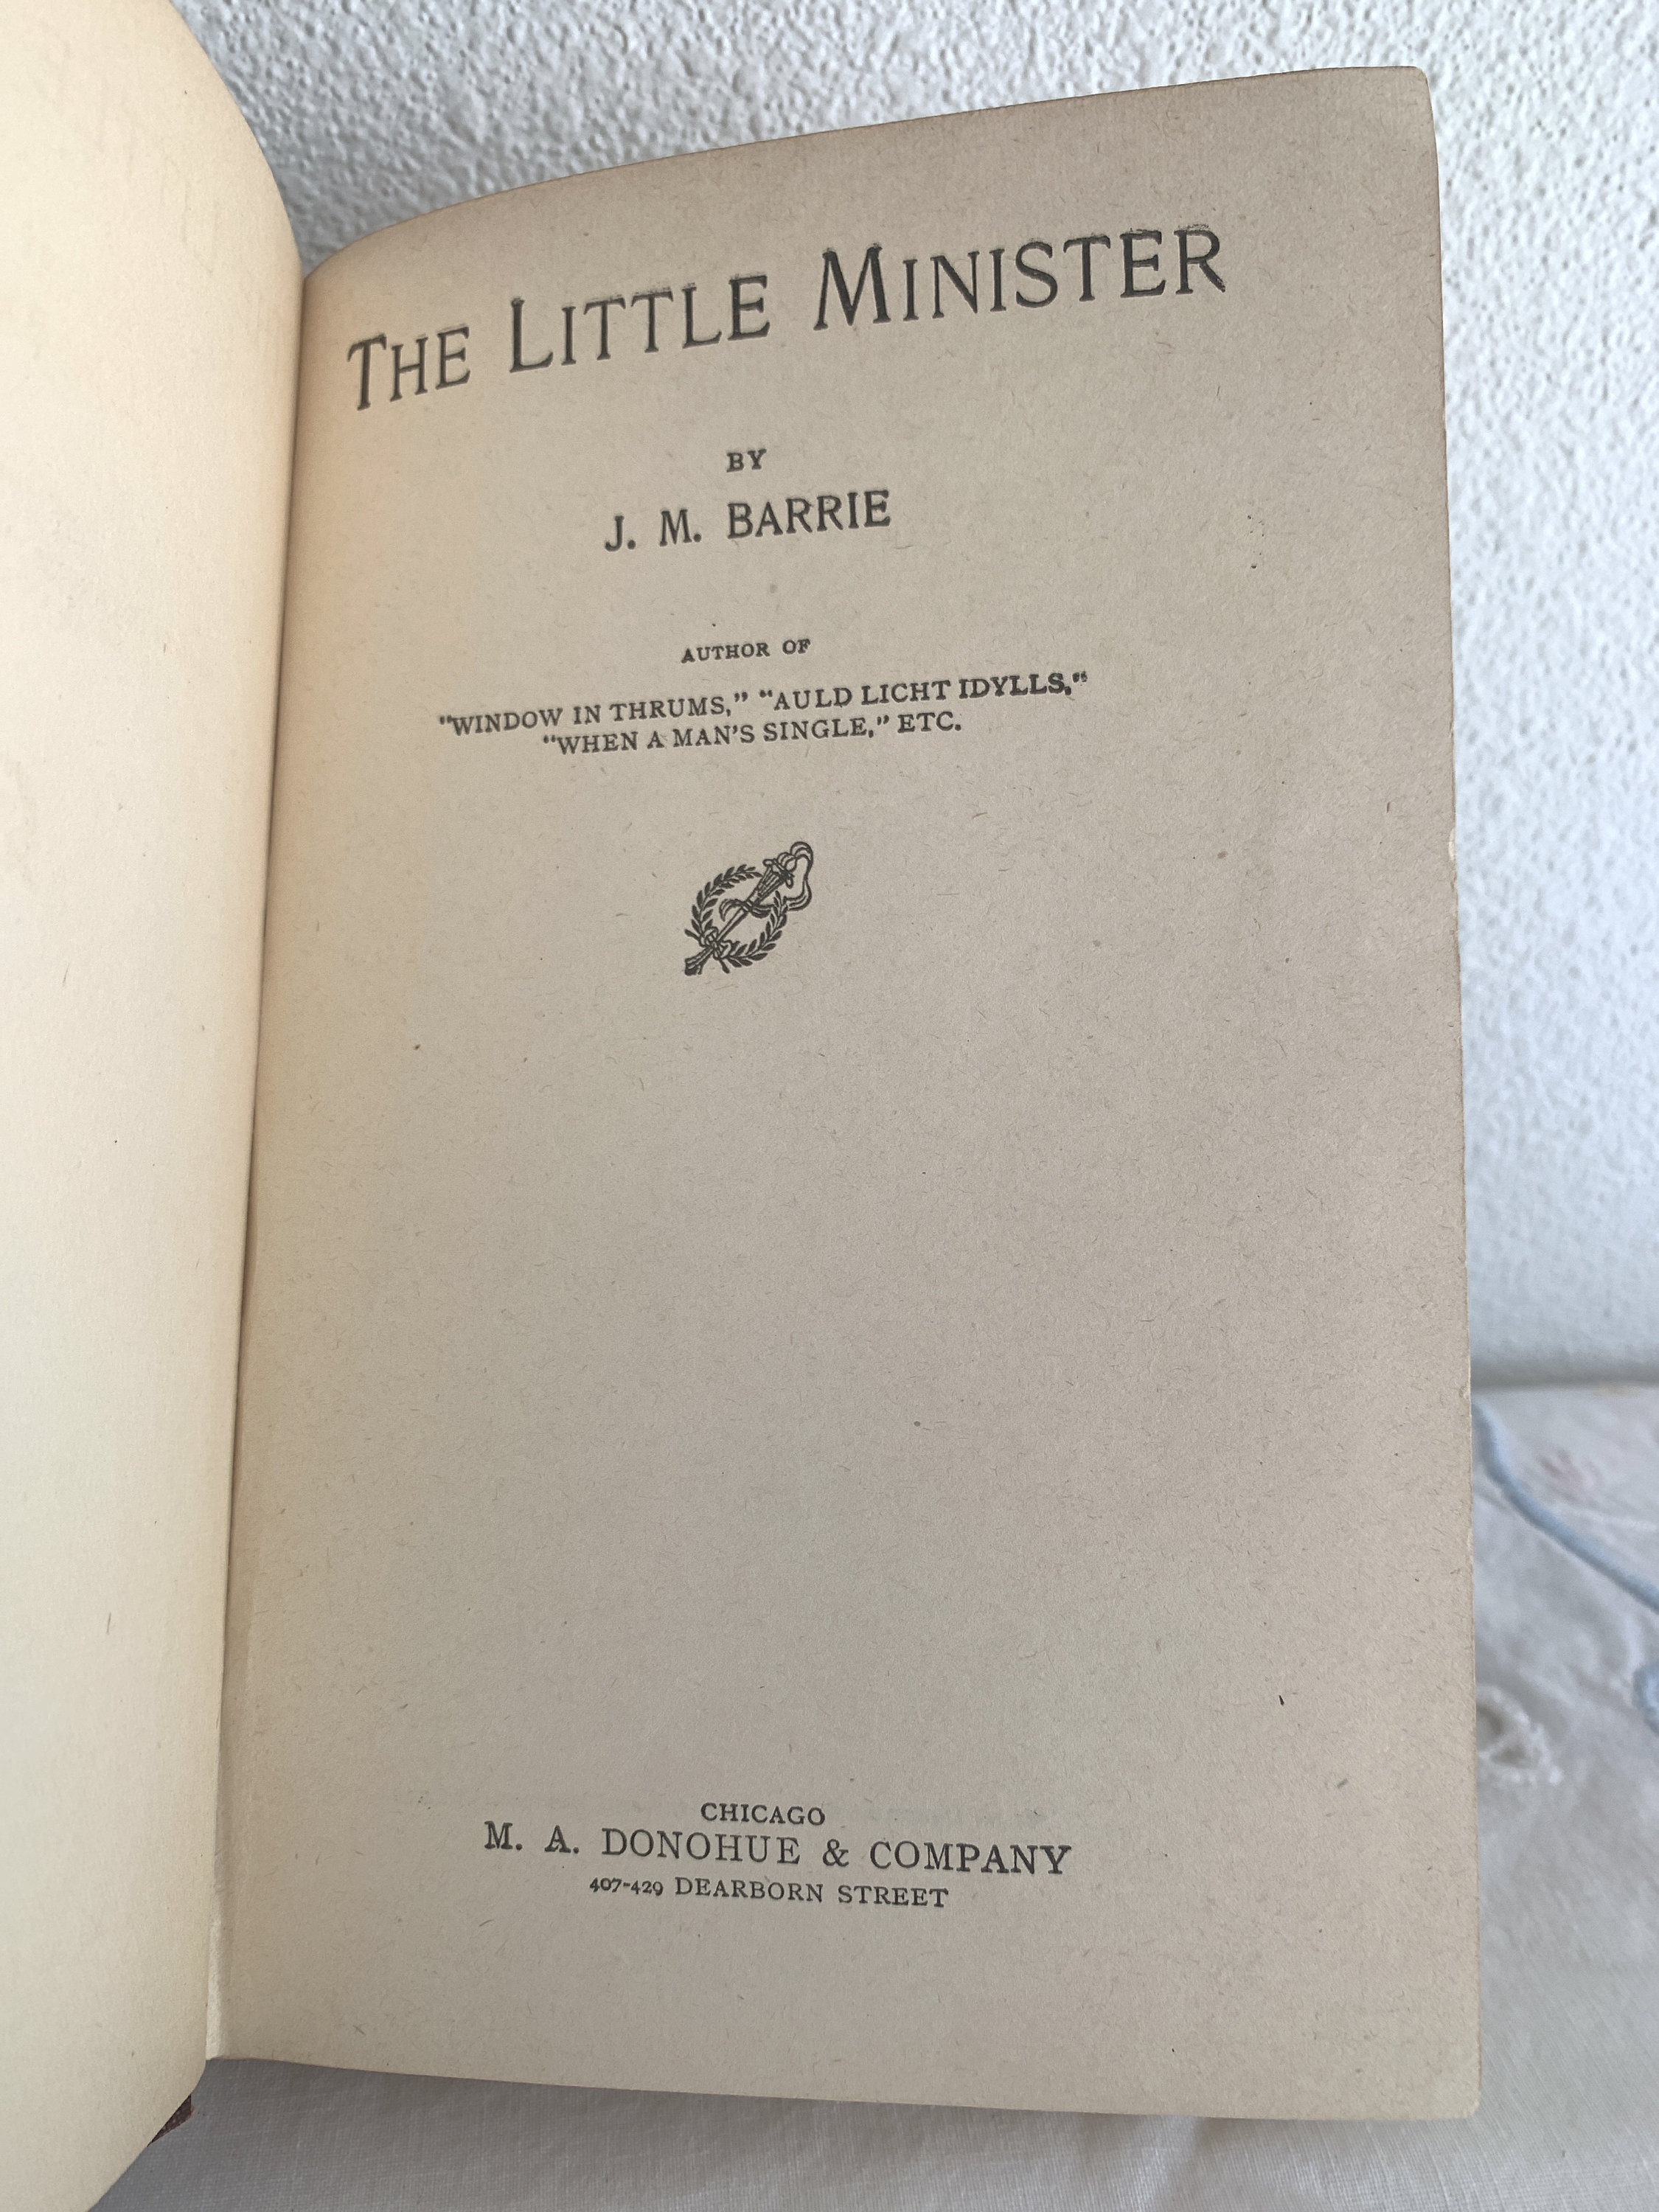 THE LITTLE MINISTER
BY
J. M. BARRIE
AUTHOR OF
"WINDOW IN THRUMS," "AULD LICHT IDYLLS,"
"WHEN A MAN'S SINGLE," ETC.
CHICAGO
M. A. DONOHUE & COMPANY
407-429 DEARBORN STREET